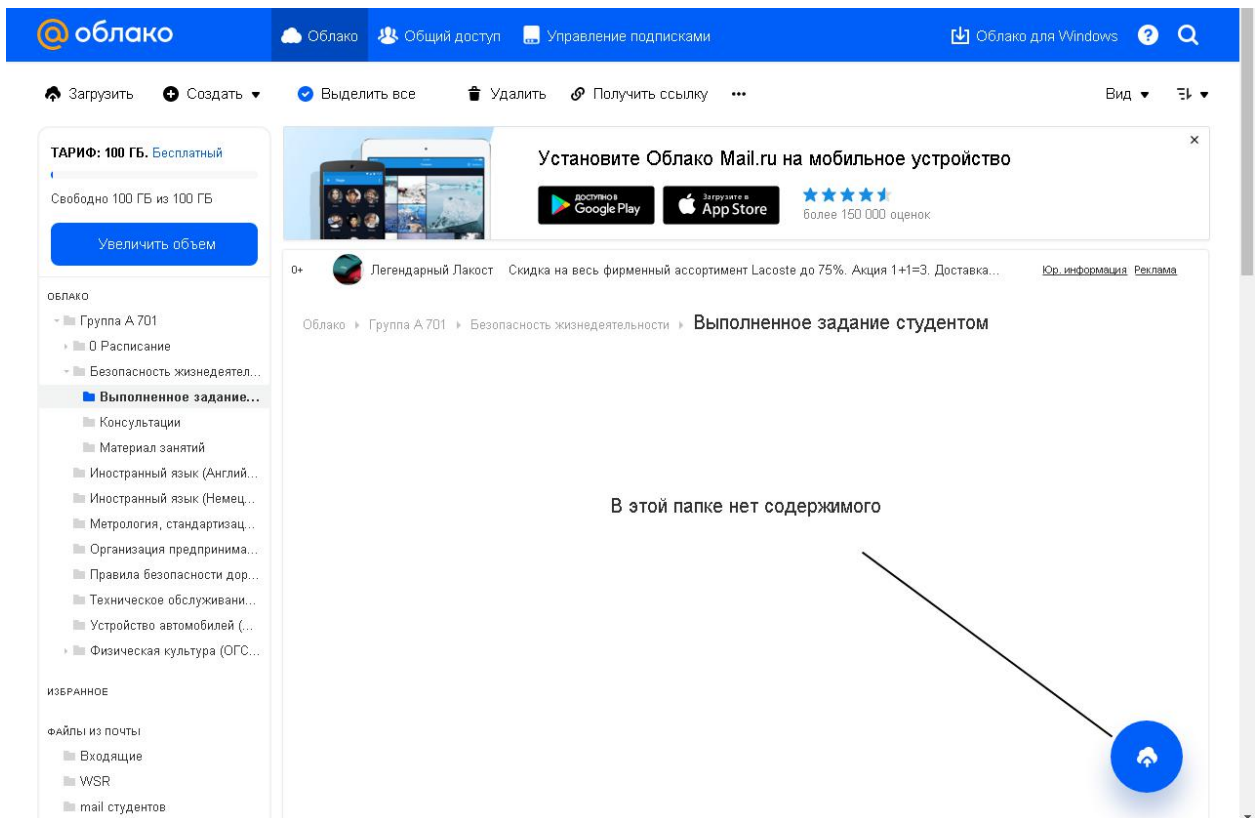 облако
Облако Общий доступ Управление подписками Облако для Windows ?
Загрузить Создать Выделить все Удалить Получить ссылку ••• Вид
ТАРИФ: 100 ГБ. Бесплатный
Свободно 100 ГБ из 100 ГБ
Увеличить объем
Установите Облако Mail.ru на мобильное устройство
ДОСТУПНО В
Google Play
Загрузите в
App Store
более 150 000 оценок
0+ Легендарный Лакост Скидка на весь фирменный ассортимент Lacoste до 75%. Акция 1+1=3. Доставка... Юр. информация Реклама
Облако Группа А 701 Безопасность жизнедеятельности Выполненное задание студентом
В этой папке нет содержимого
ОБЛАКО
Группа А 701
0 Расписание
Безопасность жизнедеятел...
Выполненное задание...
Консультации
Материал занятий
Иностранный язык (Англий...
Иностранный язык (Немец...
Метрология, стандартизац...
Организация предпринима...
Правила безопасности дор...
Техническое обслуживани...
Устройство автомобилей (...
Физическая культура (ОГС...
ИЗБРАННОЕ
ФАЙЛЫ ИЗ ПОЧТЫ
Входящие
WSR
mail студентов